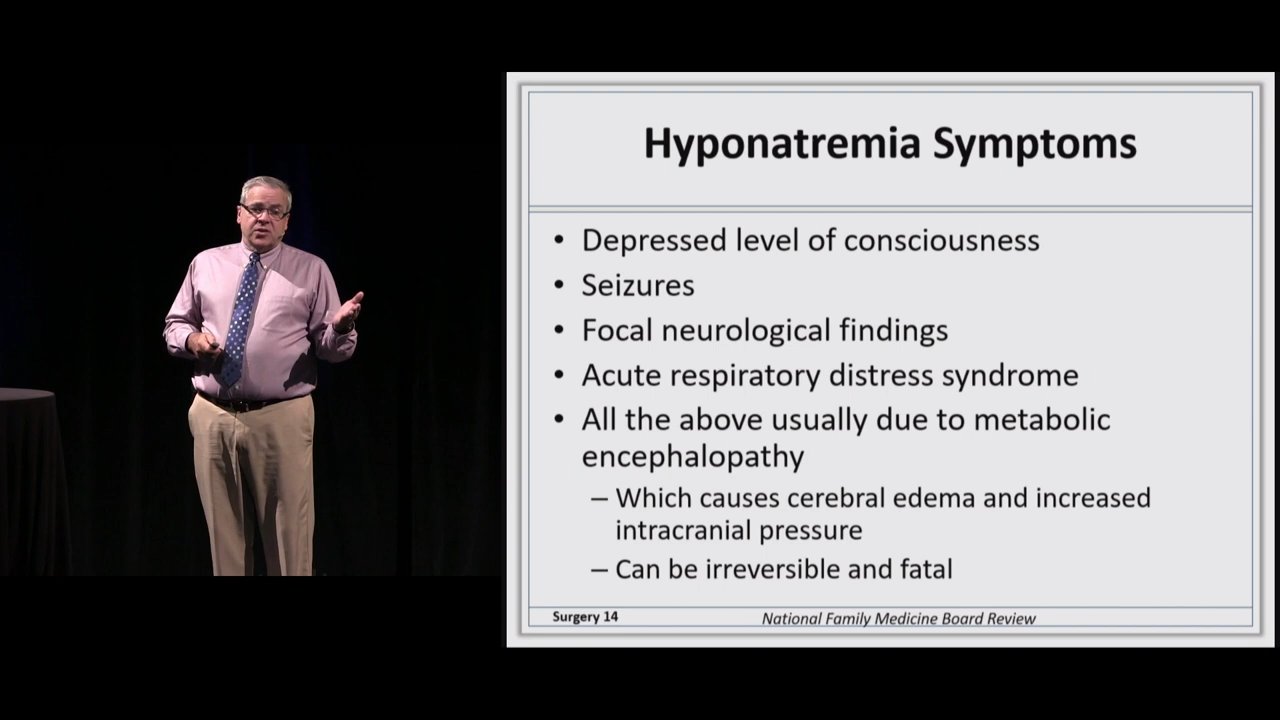 Hyponatremia Symptoms
• Depressed level of consciousness
• Seizures
• Focal neurological findings
• Acute respiratory distress syndrome
• All the above usually due to metabolic
encephalopathy
– Which causes cerebral edema and increased
intracranial pressure
– Can be irreversible and fatal
Surgery 14
National Family Medicine Board Review